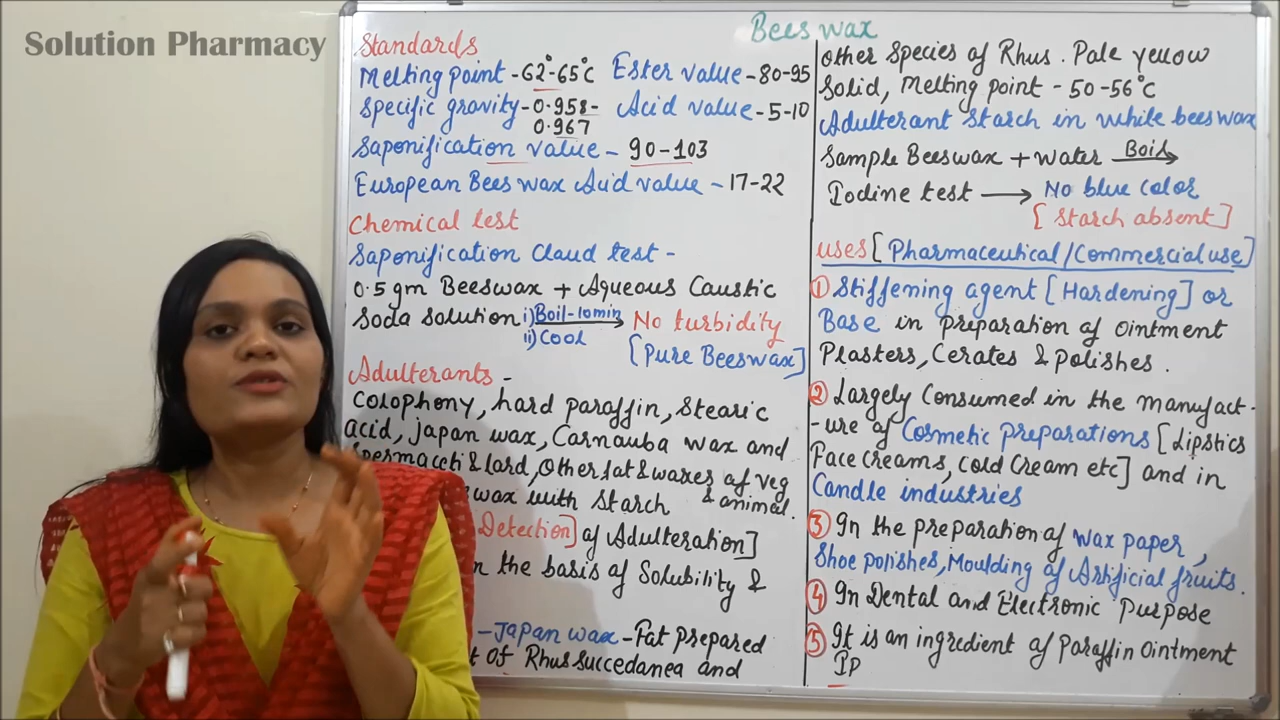 Solution Pharmacy
Bees wax
Standards
Melting point - 62°-65°C Ester value - 80-95
Specific gravity - 0.958- Acid value - 5-10
0.967
Saponification value - 90-103
European Bees wax Acid value - 17-22
Chemical test
Saponification Claud test -
0.5 gm Beeswax + Aqueous Caustic
Soda solution i) Boil-10min → No turbidity
ii) Cool [Pure Beeswax]
Adulterants -
Colophony, hard paraffin, Stearic
acid, japan wax, Carnauba wax and
Spermaceti & lard, Other fat & waxes of veg
wax with starch & animal.
Detection] of Adulteration]
n the basis of Solubility &
- Japan wax - Fat prepared
t of Rhus succedanea and
other species of Rhus. Pale yellow
Solid, Melting point - 50-56°C
Adulterant starch in white bees wax
Sample Beeswax + water Boil →
Iodine test → No blue color
[Starch absent]
uses [Pharmaceutical/Commercial use]
① Stiffening agent [Hardening] or
Base in preparation of ointment
Plasters, Cerates & polishes.
② Largely Consumed in the manufact-
-ure of Cosmetic preparations [Lipstics
Face creams, Cold Cream etc] and in
Candle industries
③ In the preparation of wax paper,
Shoe polishes, Moulding of Artificial fruits.
④ In Dental and Electronic Purpose
⑤ It is an ingredient of Paraffin Ointment
IP